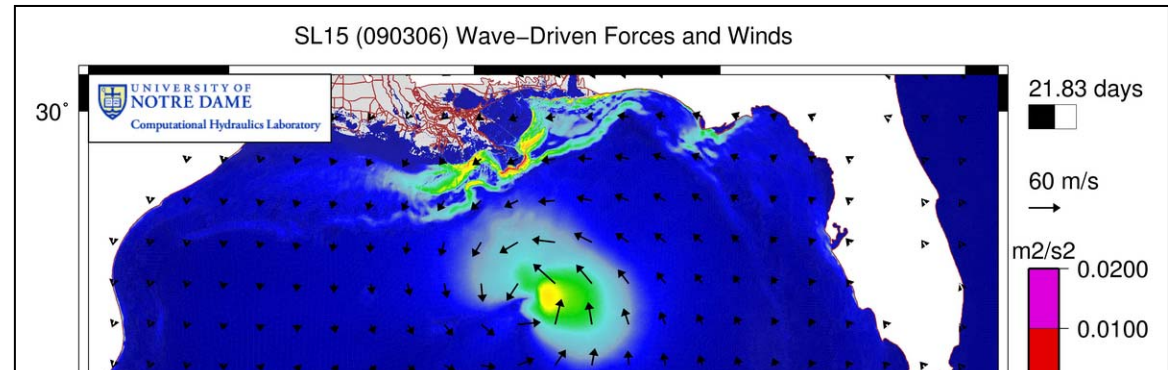 SL15 (090306) Wave−Driven Forces and Winds
UNIVERSITY OF
NOTRE DAME
Computational Hydraulics Laboratory
30°
21.83 days
60 m/s
m2/s2
0.0200
0.0100